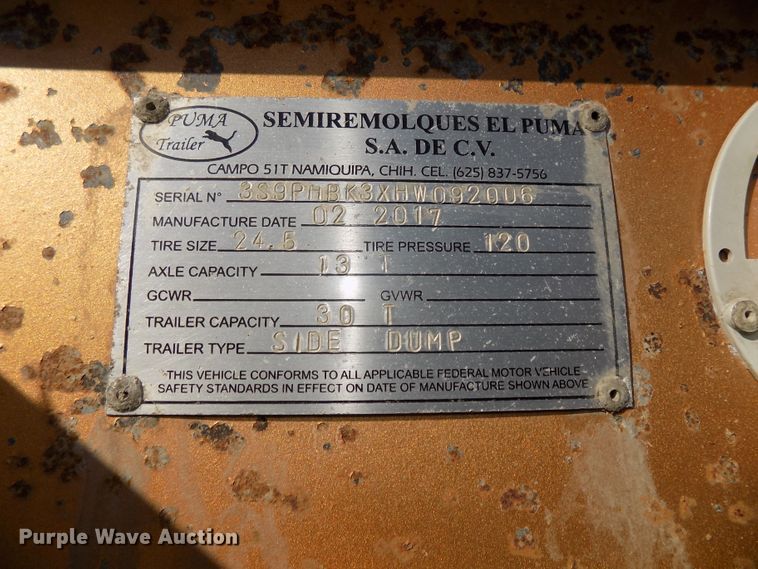 PUMA
Trailer
SEMIREMOLQUES EL PUMA
S.A. DE C.V.
CAMPO 51T NAMIQUIPA, CHIH. CEL. (625) 837-5756
SERIAL N° 3S9PMBK3XHW092006
MANUFACTURE DATE 02 2017
TIRE SIZE 24.5 TIRE PRESSURE 120
AXLE CAPACITY 13 T
GCWR GVWR
TRAILER CAPACITY 30 T
TRAILER TYPE SIDE DUMP
THIS VEHICLE CONFORMS TO ALL APPLICABLE FEDERAL MOTOR VEHICLE
SAFETY STANDARDS IN EFFECT ON DATE OF MANUFACTURE SHOWN ABOVE
Purple Wave Auction®